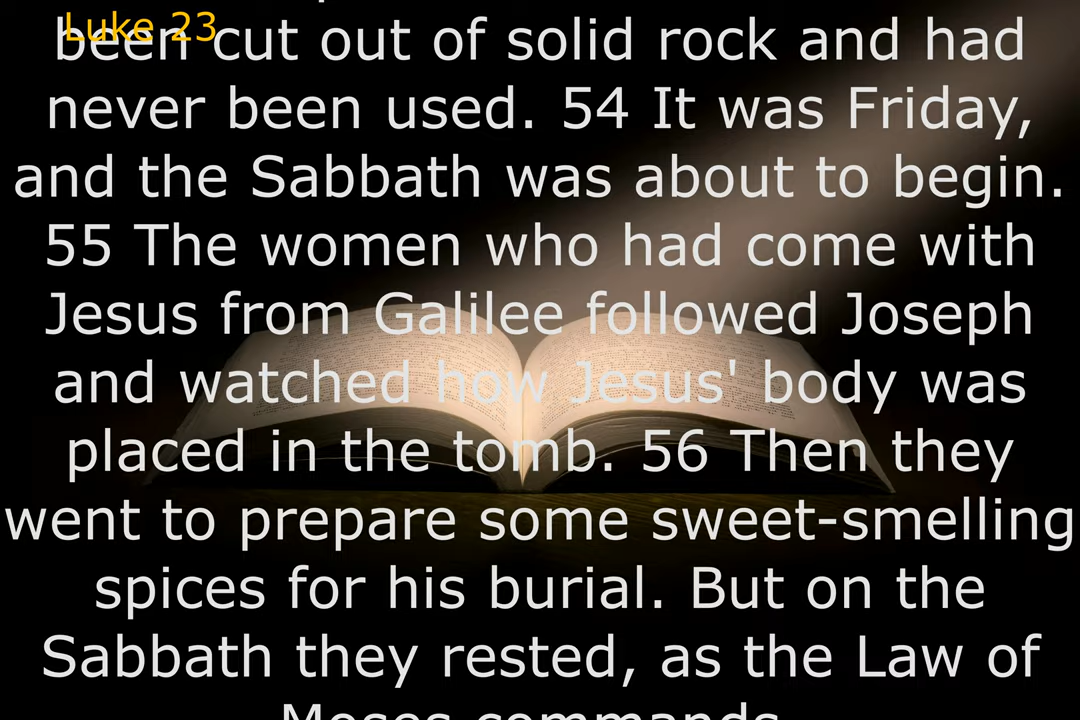 Luke 23
been cut out of solid rock and had
never been used. 54 It was Friday,
and the Sabbath was about to begin.
55 The women who had come with
Jesus from Galilee followed Joseph
and watched how Jesus' body was
placed in the tomb. 56 Then they
went to prepare some sweet-smelling
spices for his burial. But on the
Sabbath they rested, as the Law of
Moses commands.